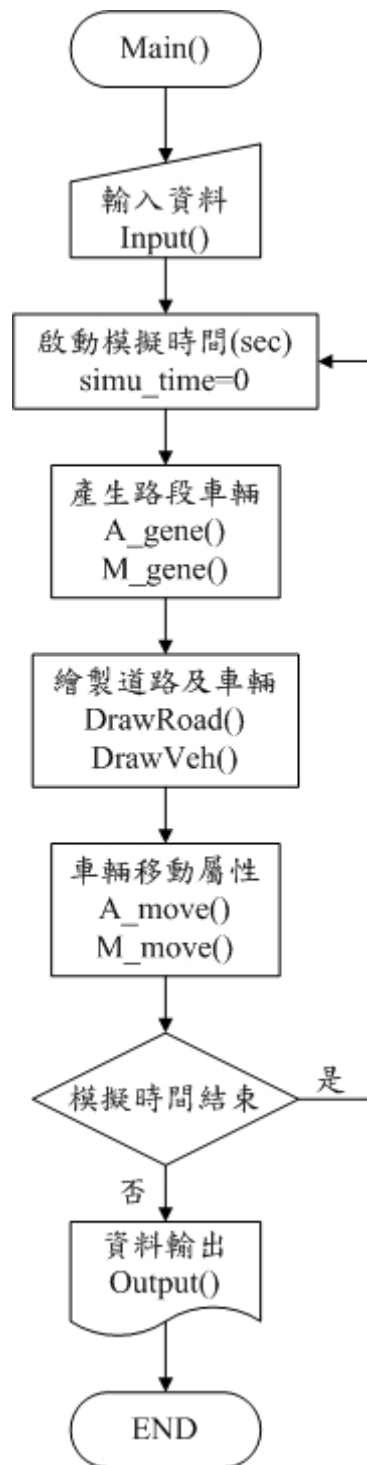 Main()
輸入資料
Input()
啟動模擬時間(sec)
simu_time=0
產生路段車輛
A_gene()
M_gene()
繪製道路及車輛
DrawRoad()
DrawVeh()
車輛移動屬性
A_move()
M_move()
模擬時間結束
是
否
資料輸出
Output()
END